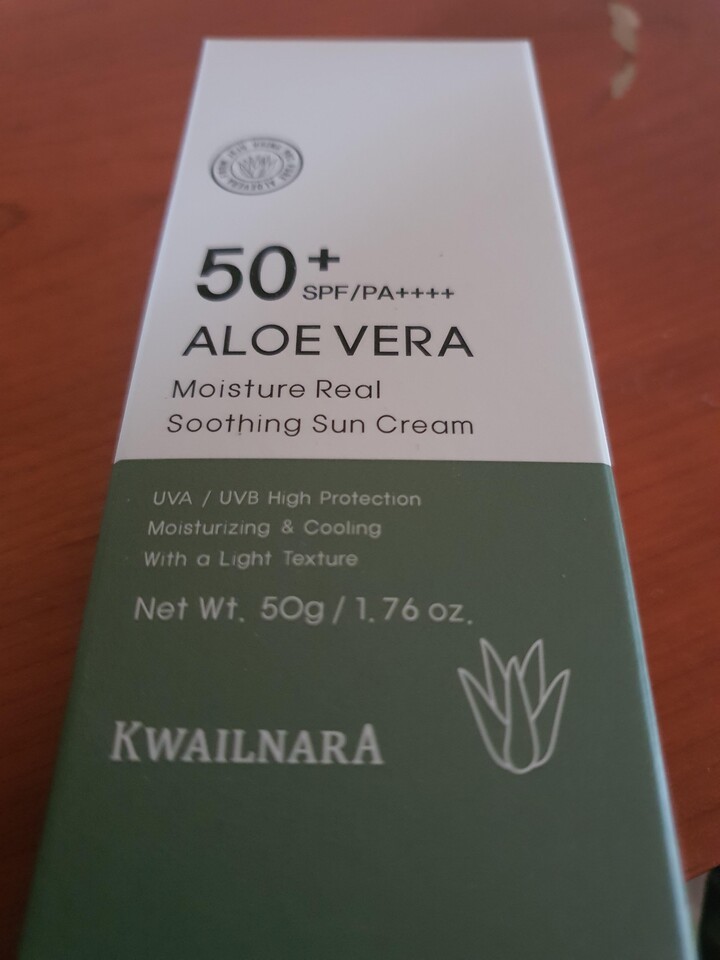 50+
SPF/PA++++
ALOE VERA
Moisture Real
Soothing Sun Cream
UVA / UVB High Protection
Moisturizing & Cooling
With a Light Texture
Net Wt. 50g / 1.76 oz.
KWAILNARA